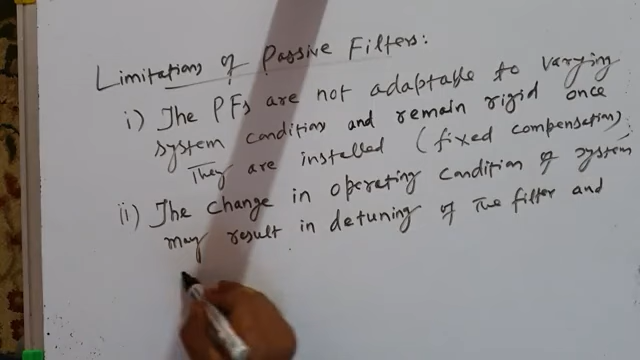 Limitations of Passive Filters:
i) The PFs are not adaptable to varying
system condition and remain rigid once
They are installed (fixed compensation).
ii) The change in operating condition of system
may result in detuning of the filter and